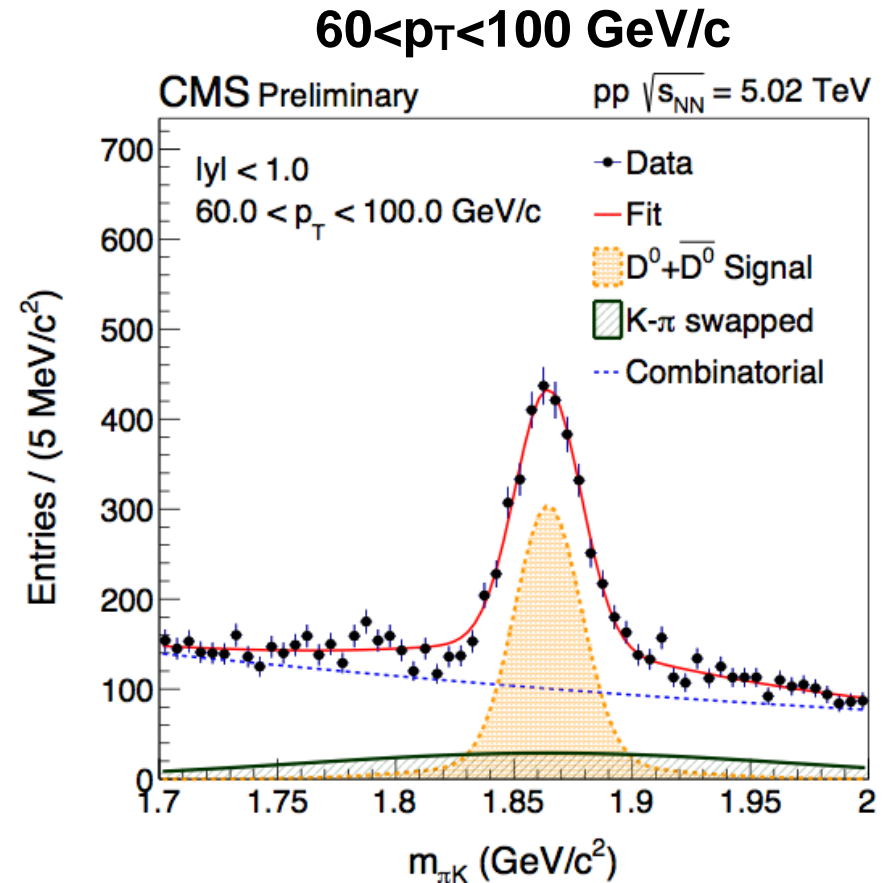 60<pT<100 GeV/c
CMS Preliminary
pp √sNN = 5.02 TeV
|y| < 1.0
60.0 < pT < 100.0 GeV/c
Data
Fit
D⁰+D̅⁰ Signal
K-π swapped
Combinatorial
Entries / (5 MeV/c²)
700
600
500
400
300
200
100
0
1.7 1.75 1.8 1.85 1.9 1.95 2
mπK (GeV/c²)